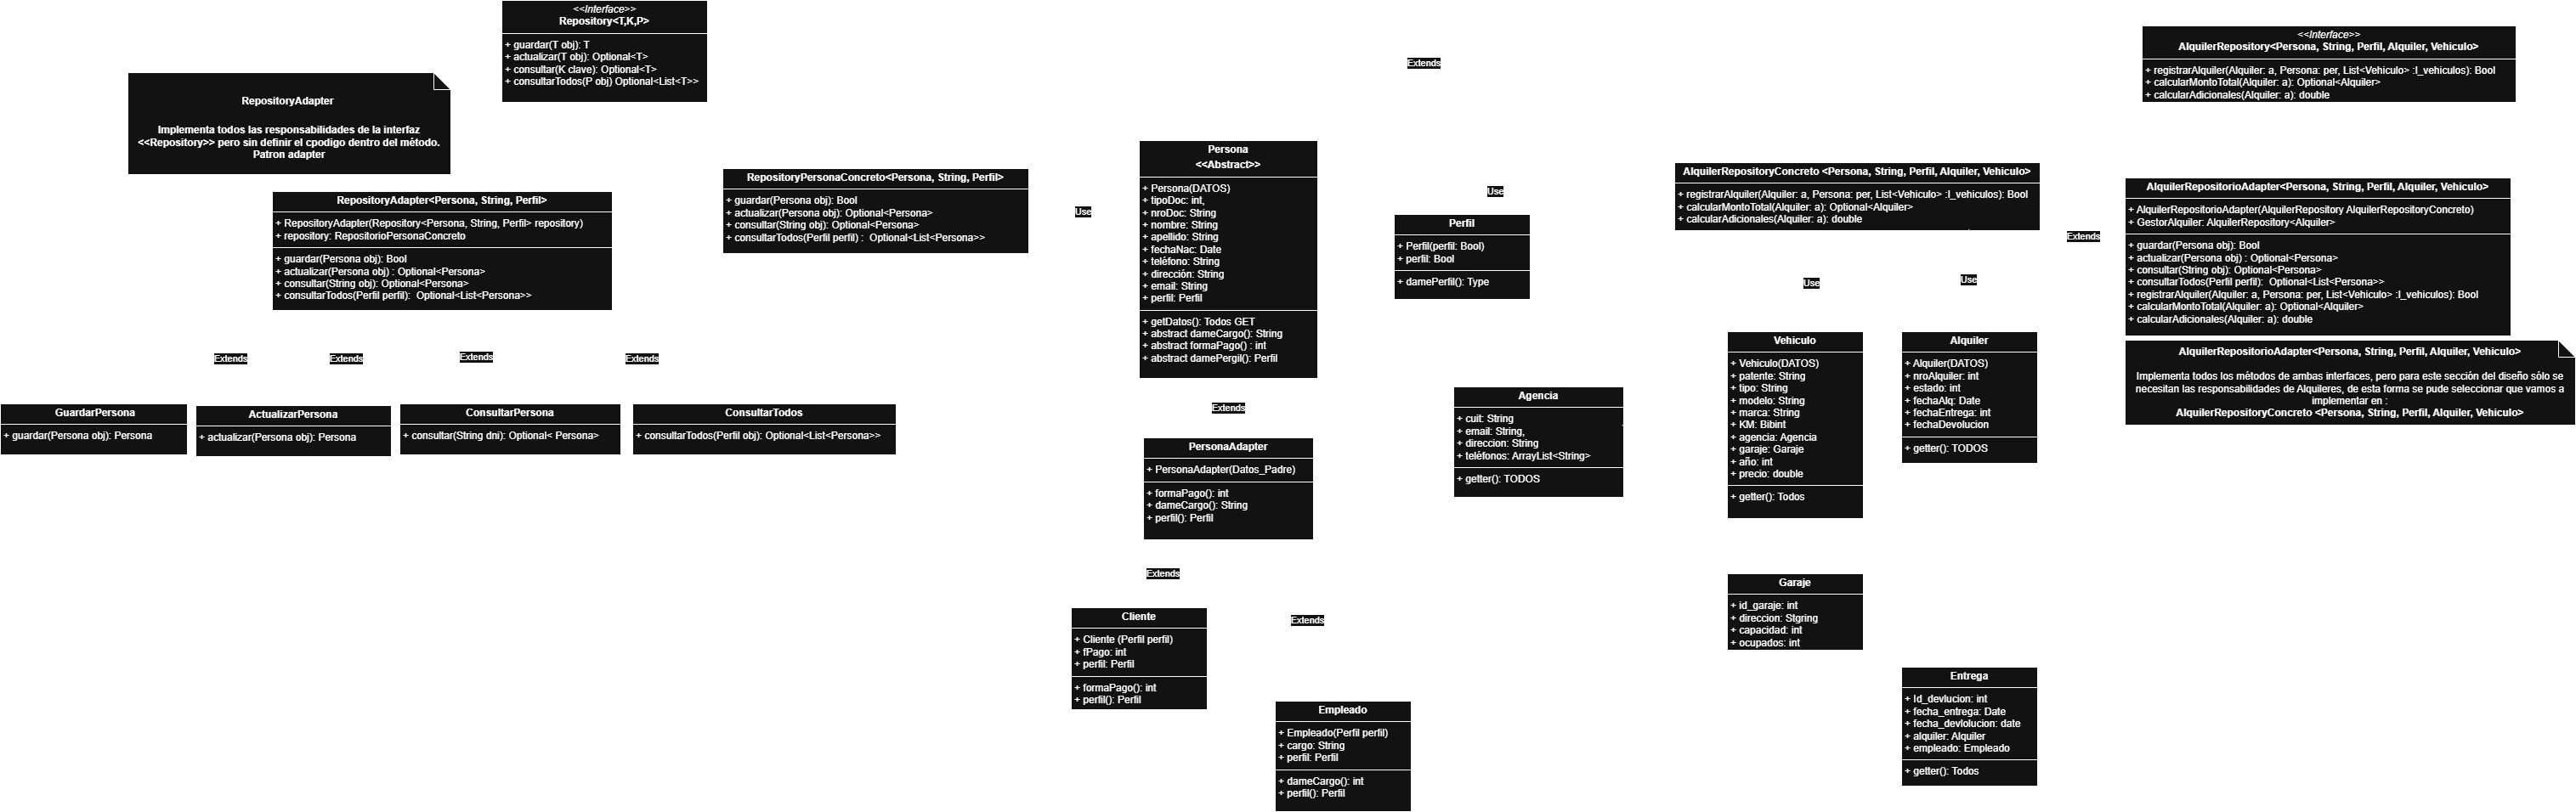 <<Interface>>
Repository<T,K,P>
+ guardar(T obj): T
+ actualizar(T obj): Optional<T>
+ consultar(K clave): Optional<T>
+ consultarTodos(P obj) Optional<List<T>>
RepositoryAdapter
Implementa todos las responsabilidades de la interfaz
<<Repository>> pero sin definir el cpodigo dentro del método.
Patron adapter
RepositoryAdapter<Persona, String, Perfil>
+ RepositoryAdapter(Repository<Persona, String, Perfil> repository)
+ repository: RepositorioPersonaConcreto
+ guardar(Persona obj): Bool
+ actualizar(Persona obj) : Optional<Persona>
+ consultar(String obj): Optional<Persona>
+ consultarTodos(Perfil perfil):  Optional<List<Persona>>
Extends
Extends
Extends
Extends
GuardarPersona
+ guardar(Persona obj): Persona
ActualizarPersona
+ actualizar(Persona obj): Persona
ConsultarPersona
+ consultar(String dni): Optional< Persona>
ConsultarTodos
+ consultarTodos(Perfil obj): Optional<List<Persona>>
RepositoryPersonaConcreto<Persona, String, Perfil>
+ guardar(Persona obj): Bool
+ actualizar(Persona obj): Optional<Persona>
+ consultar(String obj): Optional<Persona>
+ consultarTodos(Perfil perfil) :  Optional<List<Persona>>
Use
Extends
Persona
<<Abstract>>
+ Persona(DATOS)
+ tipoDoc: int,
+ nroDoc: String
+ nombre: String
+ apellido: String
+ fechaNac: Date
+ teléfono: String
+ dirección: String
+ email: String
+ perfil: Perfil
+ getDatos(): Todos GET
+ abstract dameCargo(): String
+ abstract formaPago() : int
+ abstract damePergil(): Perfil
Use
Perfil
+ Perfil(perfil: Bool)
+ perfil: Bool
+ damePerfil(): Type
Extends
PersonaAdapter
+ PersonaAdapter(Datos_Padre)
+ formaPago(): int
+ dameCargo(): String
+ perfil(): Perfil
Extends
Extends
Cliente
+ Cliente (Perfil perfil)
+ fPago: int
+ perfil: Perfil
+ formaPago(): int
+ perfil(): Perfil
Empleado
+ Empleado(Perfil perfil)
+ cargo: String
+ perfil: Perfil
+ dameCargo(): int
+ perfil(): Perfil
Agencia
+ cuit: String
+ email: String,
+ direccion: String
+ teléfonos: ArrayList<String>
+ getter(): TODOS
AlquilerRepositoryConcreto <Persona, String, Perfil, Alquiler, Vehiculo>
+ registrarAlquiler(Alquiler: a, Persona: per, List<Vehiculo> :l_vehiculos): Bool
+ calcularMontoTotal(Alquiler: a): Optional<Alquiler>
+ calcularAdicionales(Alquiler: a): double
Use
Use
Extends
Vehiculo
+ Vehiculo(DATOS)
+ patente: String
+ tipo: String
+ modelo: String
+ marca: String
+ KM: Bibint
+ agencia: Agencia
+ garaje: Garaje
+ año: int
+ precio: double
+ getter(): Todos
Alquiler
+ Alquiler(DATOS)
+ nroAlquiler: int
+ estado: int
+ fechaAlq: Date
+ fechaEntrega: int
+ fechaDevolucion
+ getter(): TODOS
Garaje
+ id_garaje: int
+ direccion: Stgring
+ capacidad: int
+ ocupados: int
Entrega
+ Id_devlucion: int
+ fecha_entrega: Date
+ fecha_devlolucion: date
+ alquiler: Alquiler
+ empleado: Empleado
+ getter(): Todos
<<Interface>>
AlquilerRepository<Persona, String, Perfil, Alquiler, Vehiculo>
+ registrarAlquiler(Alquiler: a, Persona: per, List<Vehiculo> :l_vehiculos): Bool
+ calcularMontoTotal(Alquiler: a): Optional<Alquiler>
+ calcularAdicionales(Alquiler: a): double
AlquilerRepositorioAdapter<Persona, String, Perfil, Alquiler, Vehiculo>
+ AlquilerRepositorioAdapter(AlquilerRepository AlquilerRepositoryConcreto)
+ GestorAlquiler: AlquilerRepository<Alquiler>
+ guardar(Persona obj): Bool
+ actualizar(Persona obj) : Optional<Persona>
+ consultar(String obj): Optional<Persona>
+ consultarTodos(Perfil perfil):  Optional<List<Persona>>
+ registrarAlquiler(Alquiler: a, Persona: per, List<Vehiculo> :l_vehiculos): Bool
+ calcularMontoTotal(Alquiler: a): Optional<Alquiler>
+ calcularAdicionales(Alquiler: a): double
AlquilerRepositorioAdapter<Persona, String, Perfil, Alquiler, Vehiculo>
Implementa todos los métodos de ambas interfaces, pero para este sección del diseño sólo se
necesitan las responsabilidades de Alquileres, de esta forma se pude seleccionar que vamos a
implementar en :
AlquilerRepositoryConcreto <Persona, String, Perfil, Alquiler, Vehiculo>